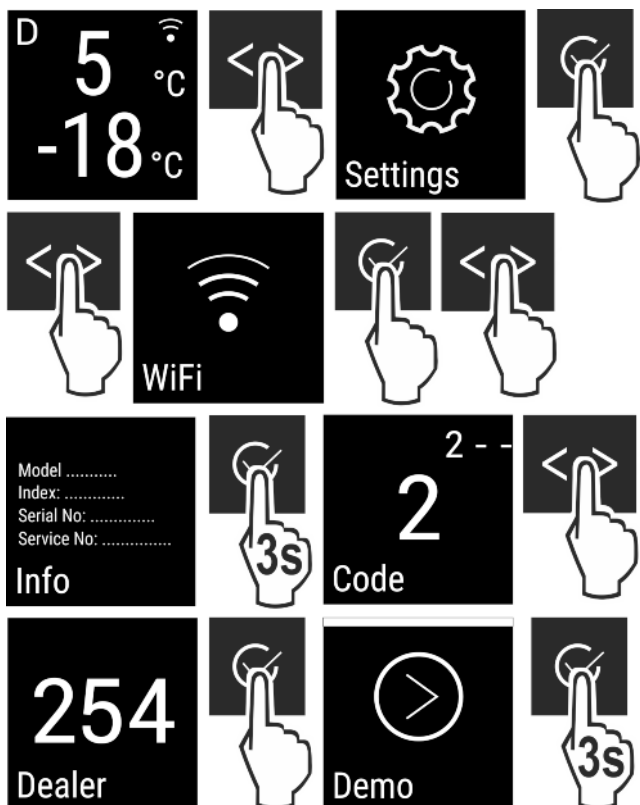 D
5 °C
-18 °C
< >
Settings
< >
WiFi
< >
Model ...........
Index: .............
Serial No: ..............
Service No: ...............
Info
3s
2 - -
2
Code
< >
254
Dealer
>
Demo
3s